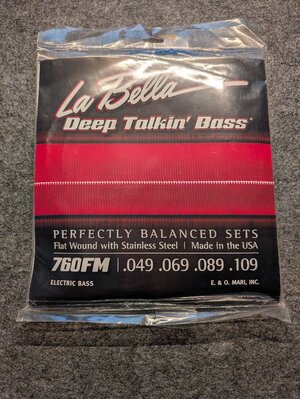 La Bella
Deep Talkin' Bass®
PERFECTLY BALANCED SETS
Flat Wound with Stainless Steel | Made in the USA
760FM | .049 .069 .089 .109
ELECTRIC BASS E. & O. MARI, INC.